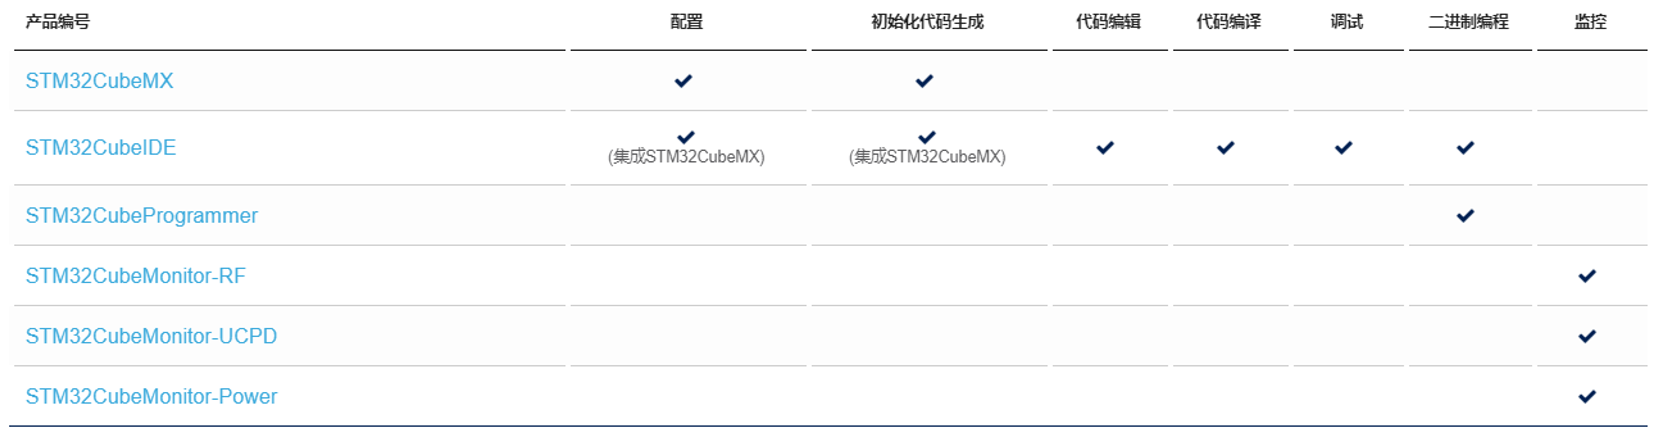 产品编号 配置 初始化代码生成 代码编辑 代码编译 调试 二进制编程 监控
STM32CubeMX ✔ ✔
STM32CubeIDE ✔ (集成STM32CubeMX) ✔ (集成STM32CubeMX) ✔ ✔ ✔ ✔
STM32CubeProgrammer ✔
STM32CubeMonitor-RF ✔
STM32CubeMonitor-UCPD ✔
STM32CubeMonitor-Power ✔